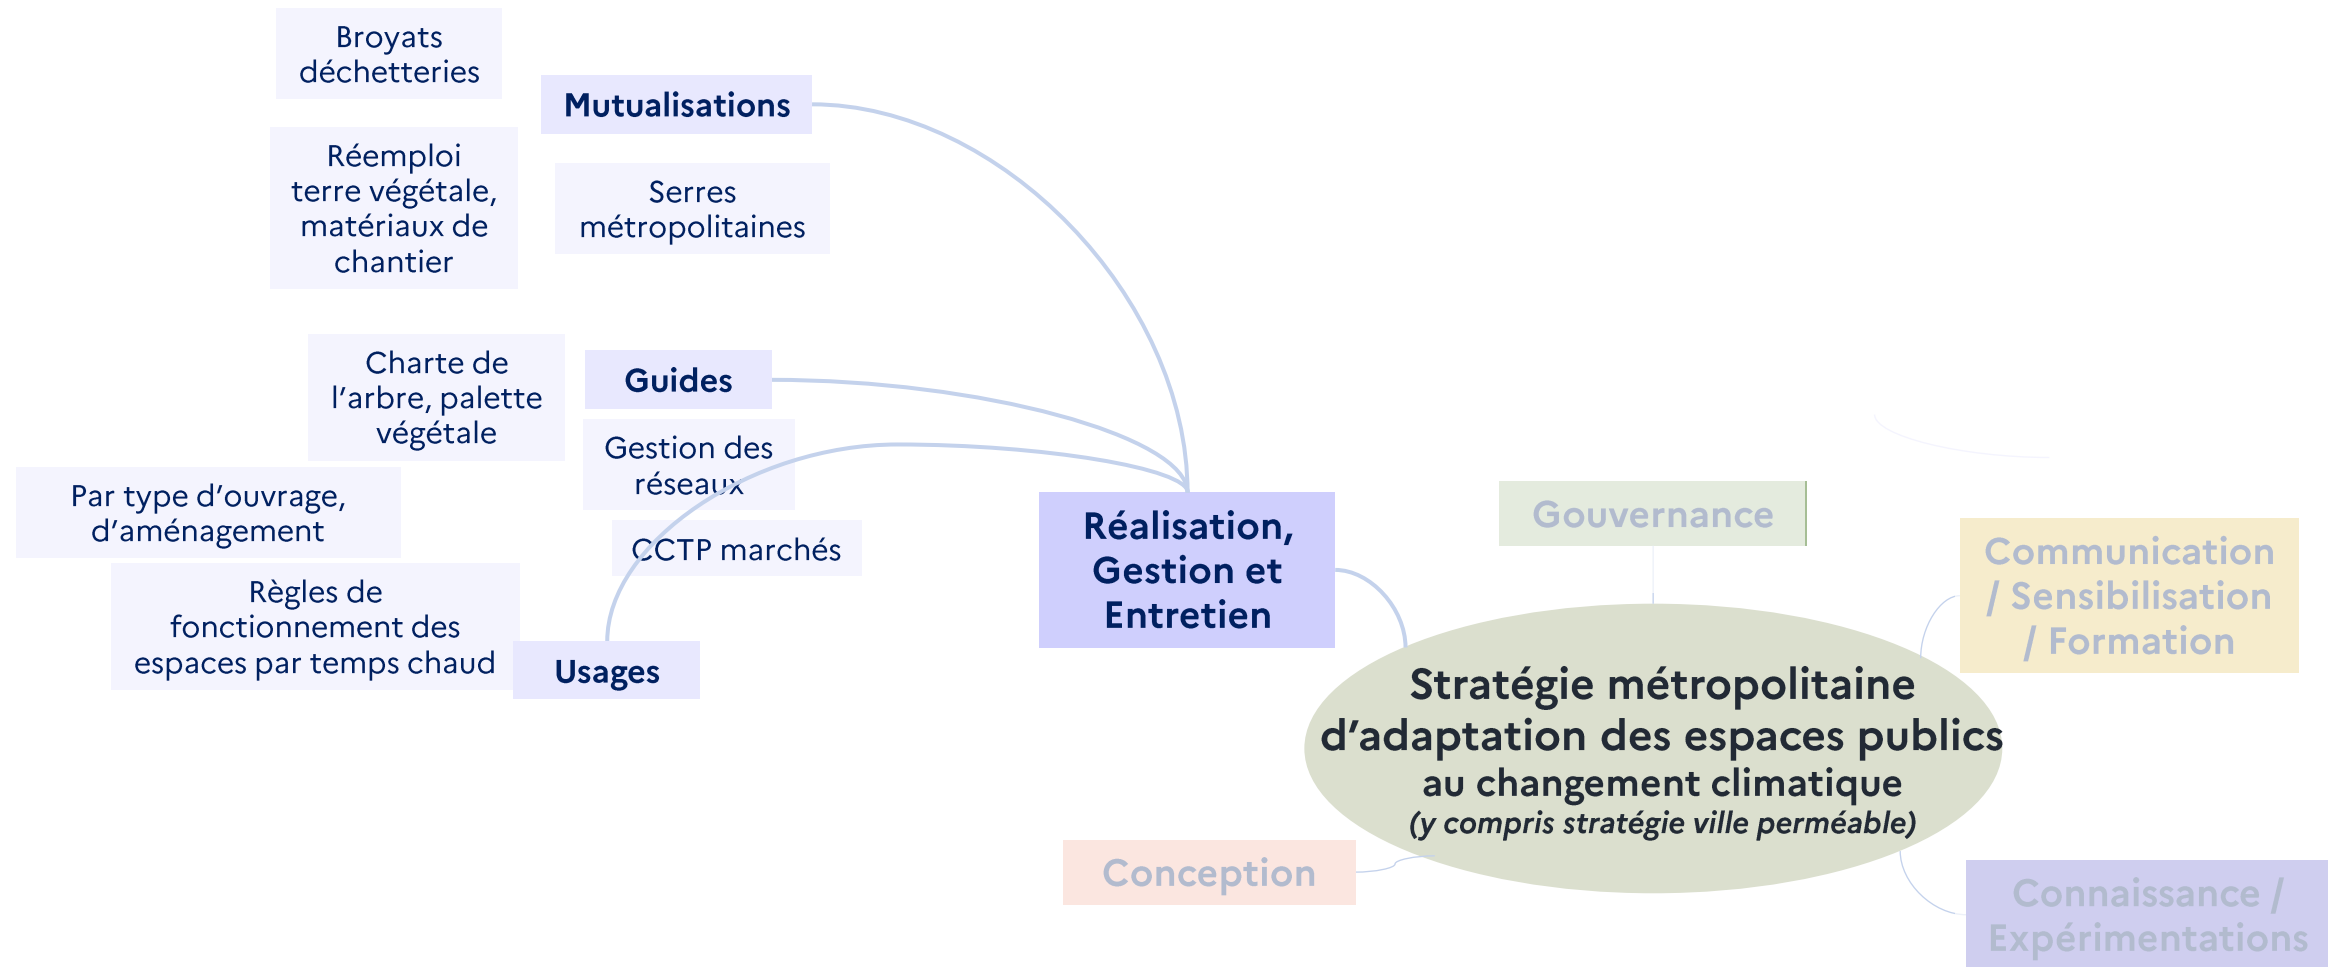 Broyats
déchetteries
Mutualisations
Réemploi
terre végétale,
matériaux de
chantier
Serres
métropolitaines
Charte de
l’arbre, palette
végétale
Guides
Gestion des
réseaux
Par type d’ouvrage,
d’aménagement
CCTP marchés
Règles de
fonctionnement des
espaces par temps chaud
Usages
Réalisation,
Gestion et
Entretien
Gouvernance
Communication
/ Sensibilisation
/ Formation
Stratégie métropolitaine
d’adaptation des espaces publics
au changement climatique
(y compris stratégie ville perméable)
Conception
Connaissance /
Expérimentations